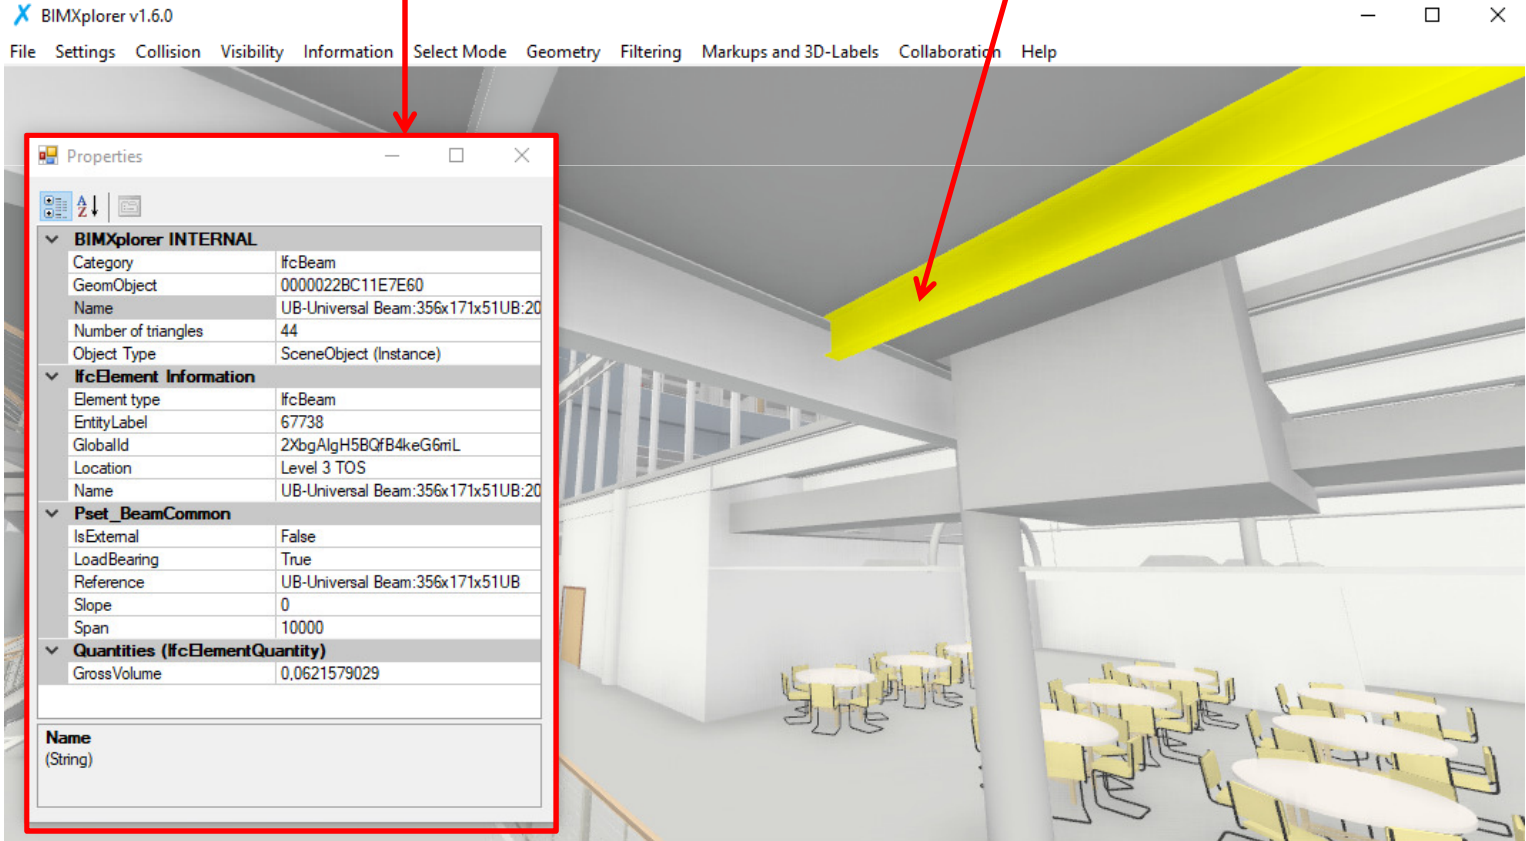 BIMXplorer v1.6.0
File Settings Collision Visibility Information Select Mode Geometry Filtering Markups and 3D-Labels Collaboration Help
Properties
BIMXplorer INTERNAL
Category IfcBeam
GeomObject 0000022BC11E7E60
Name UB-Universal Beam:356x171x51UB:20
Number of triangles 44
Object Type SceneObject (Instance)
IfcElement Information
Element type IfcBeam
EntityLabel 67738
GlobalId 2XbgAlgH5BQfB4keG6mriL
Location Level 3 TOS
Name UB-Universal Beam:356x171x51UB:20
Pset_BeamCommon
IsExternal False
LoadBearing True
Reference UB-Universal Beam:356x171x51UB
Slope 0
Span 10000
Quantities (IfcElementQuantity)
GrossVolume 0,0621579029
Name
(String)